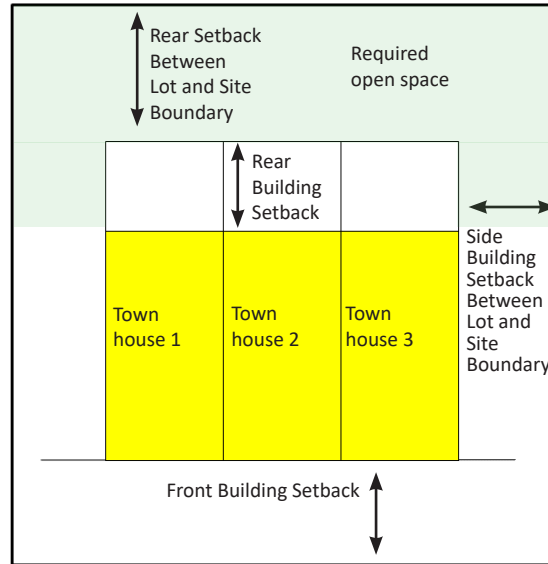 Rear Setback
Between
Lot and Site
Boundary
Required
open space
Rear
Building
Setback
Side
Building
Setback
Between
Lot and
Site
Boundary
Town
house 1
Town
house 2
Town
house 3
Front Building Setback